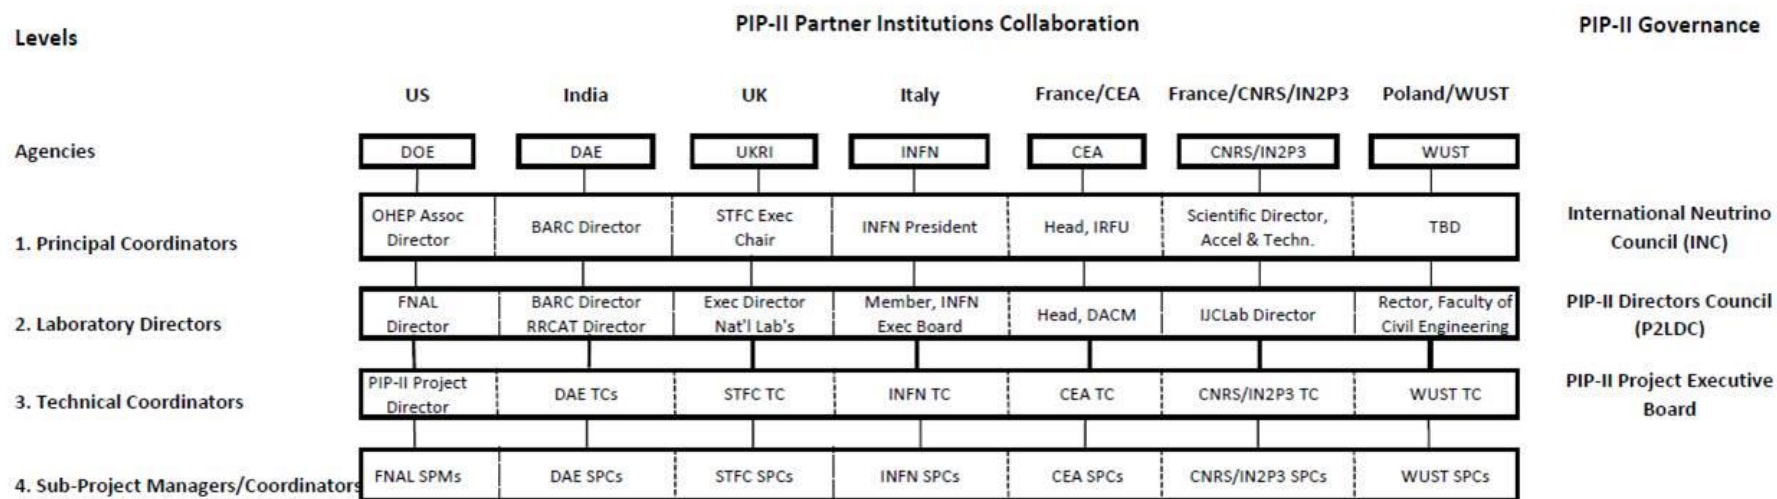 PIP-II Partner Institutions Collaboration
PIP-II Governance
Levels
US India UK Italy France/CEA France/CNRS/IN2P3 Poland/WUST
Agencies
DOE DAE UKRI INFN CEA CNRS/IN2P3 WUST
1. Principal Coordinators
OHEP Assoc
Director
BARC Director
STFC Exec
Chair
INFN President
Head, IRFU
Scientific Director,
Accel & Techn.
TBD
International Neutrino
Council (INC)
2. Laboratory Directors
FNAL
Director
BARC Director
RRCAT Director
Exec Director
Nat'l Lab's
Member, INFN
Exec Board
Head, DACM
IJCLab Director
Rector, Faculty of
Civil Engineering
PIP-II Directors Council
(P2LDC)
3. Technical Coordinators
PIP-II Project
Director
DAE TCs
STFC TC
INFN TC
CEA TC
CNRS/IN2P3 TC
WUST TC
PIP-II Project Executive
Board
4. Sub-Project Managers/Coordinators
FNAL SPMs
DAE SPCs
STFC SPCs
INFN SPCs
CEA SPCs
CNRS/IN2P3 SPCs
WUST SPCs